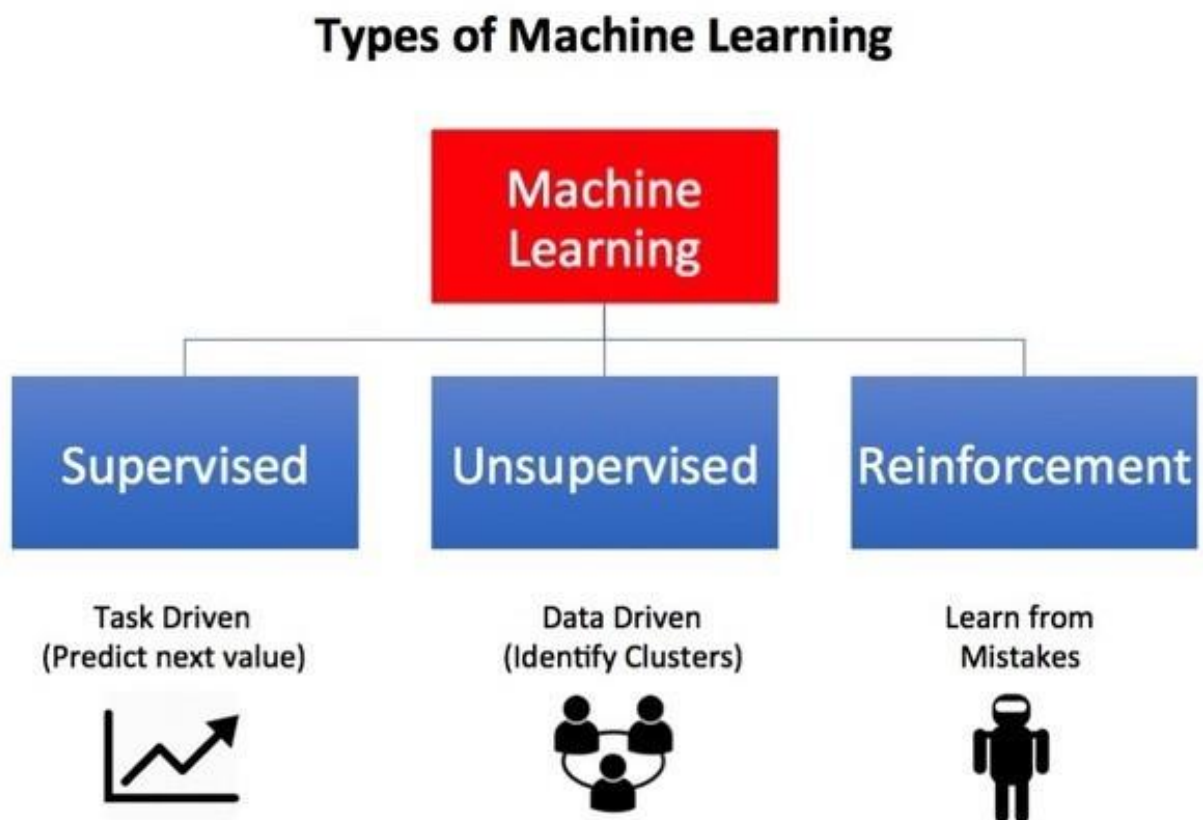 Types of Machine Learning
Machine
Learning
Supervised
Unsupervised
Reinforcement
Task Driven
(Predict next value)
Data Driven
(Identify Clusters)
Learn from
Mistakes